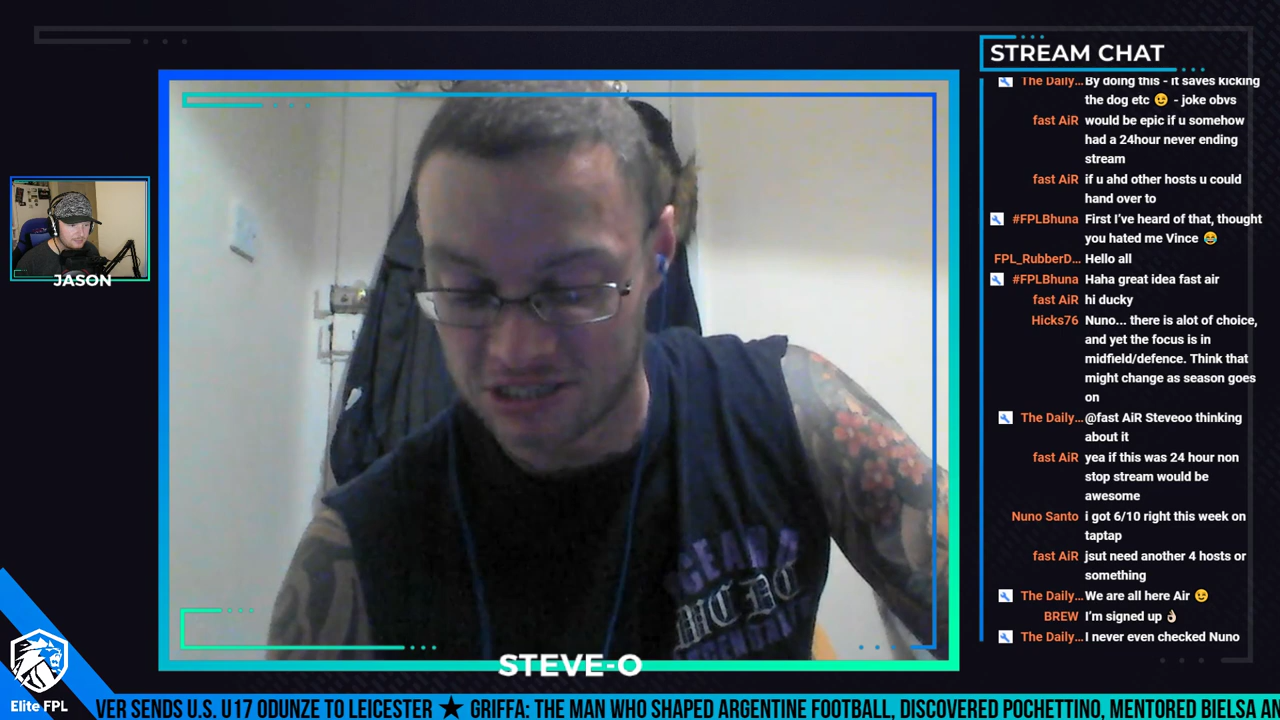 STREAM CHAT
The Daily... By doing this - it saves kicking
the dog etc 😉 - joke obvs
fast AiR would be epic if u somehow
had a 24hour never ending
stream
fast AiR if u ahd other hosts u could
hand over to
#FPLBhuna First I've heard of that, thought
you hated me Vince 😂
FPL_RubberD... Hello all
#FPLBhuna Haha great idea fast air
fast AiR hi ducky
Hicks76 Nuno... there is alot of choice,
and yet the focus is in
midfield/defence. Think that
might change as season goes
on
The Daily... @fast AiR Steveoo thinking
about it
fast AiR yea if this was 24 hour non
stop stream would be
awesome
Nuno Santo i got 6/10 right this week on
taptap
fast AiR jsut need another 4 hosts or
something
The Daily... We are all here Air 😉
BREW I'm signed up 👌🏻
The Daily... I never even checked Nuno
JASON
STEVE-O
Elite FPL
VER SENDS U.S. U17 ODUNZE TO LEICESTER ★ GRIFFA: THE MAN WHO SHAPED ARGENTINE FOOTBALL, DISCOVERED POCHETTINO, MENTORED BIELSA AN